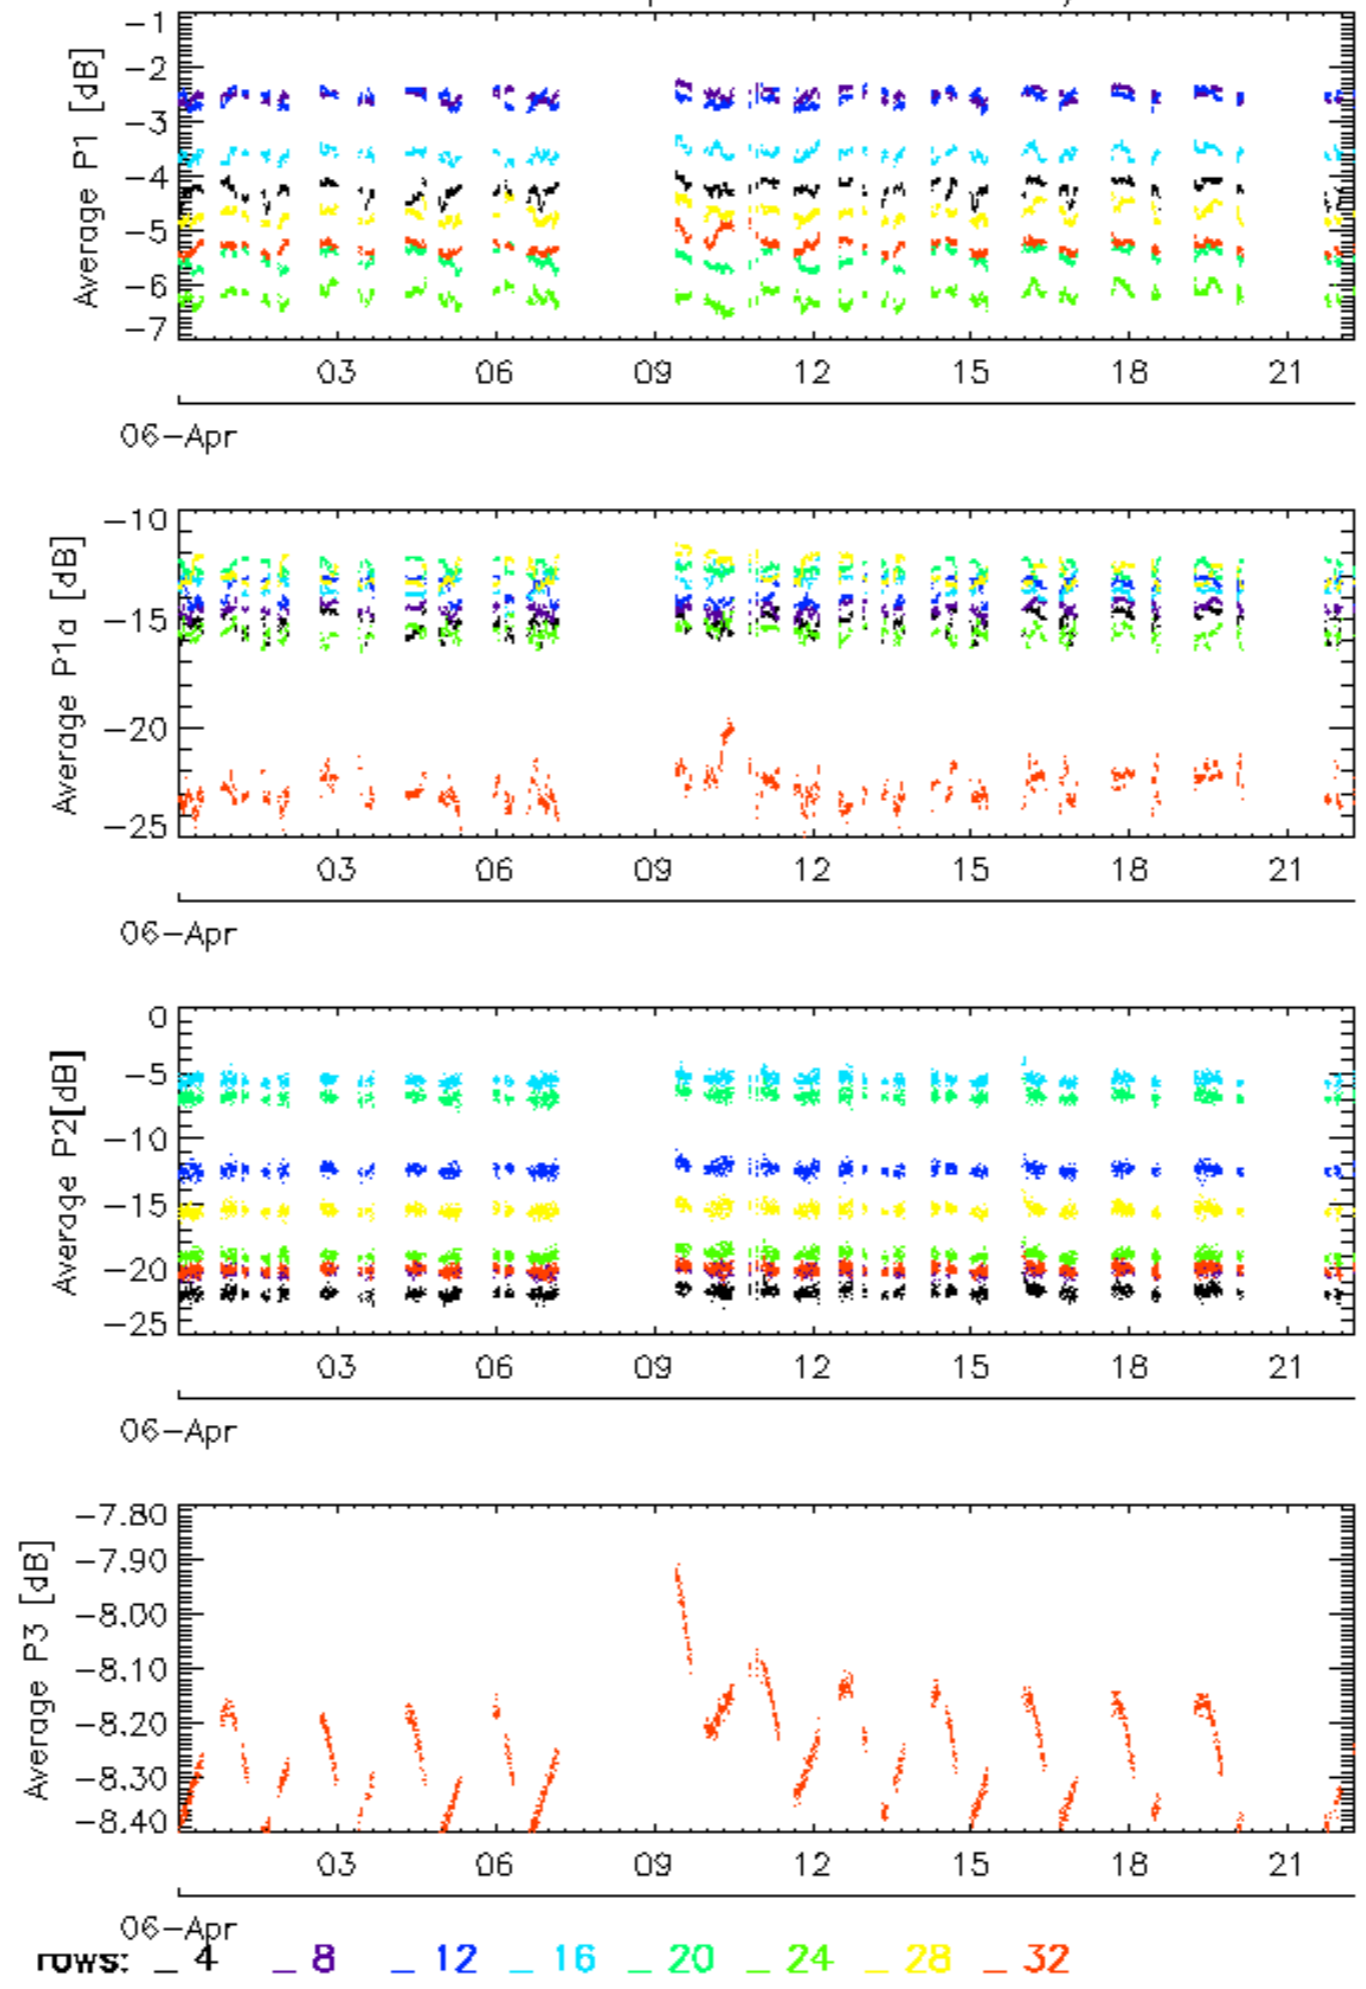 -1
-2
-3
-4
-5
-6
-7
Average P1 [dB]
03 06 09 12 15 18 21
06-Apr
-10
-15
-20
-25
Average P1a [dB]
03 06 09 12 15 18 21
06-Apr
0
-5
-10
-15
-20
-25
Average P2[dB]
03 06 09 12 15 18 21
06-Apr
-7.80
-7.90
-8.00
-8.10
-8.20
-8.30
-8.40
Average P3 [dB]
03 06 09 12 15 18 21
06-Apr
rows: _ 4 _ 8 _ 12 _ 16 _ 20 _ 24 _ 28 _ 32